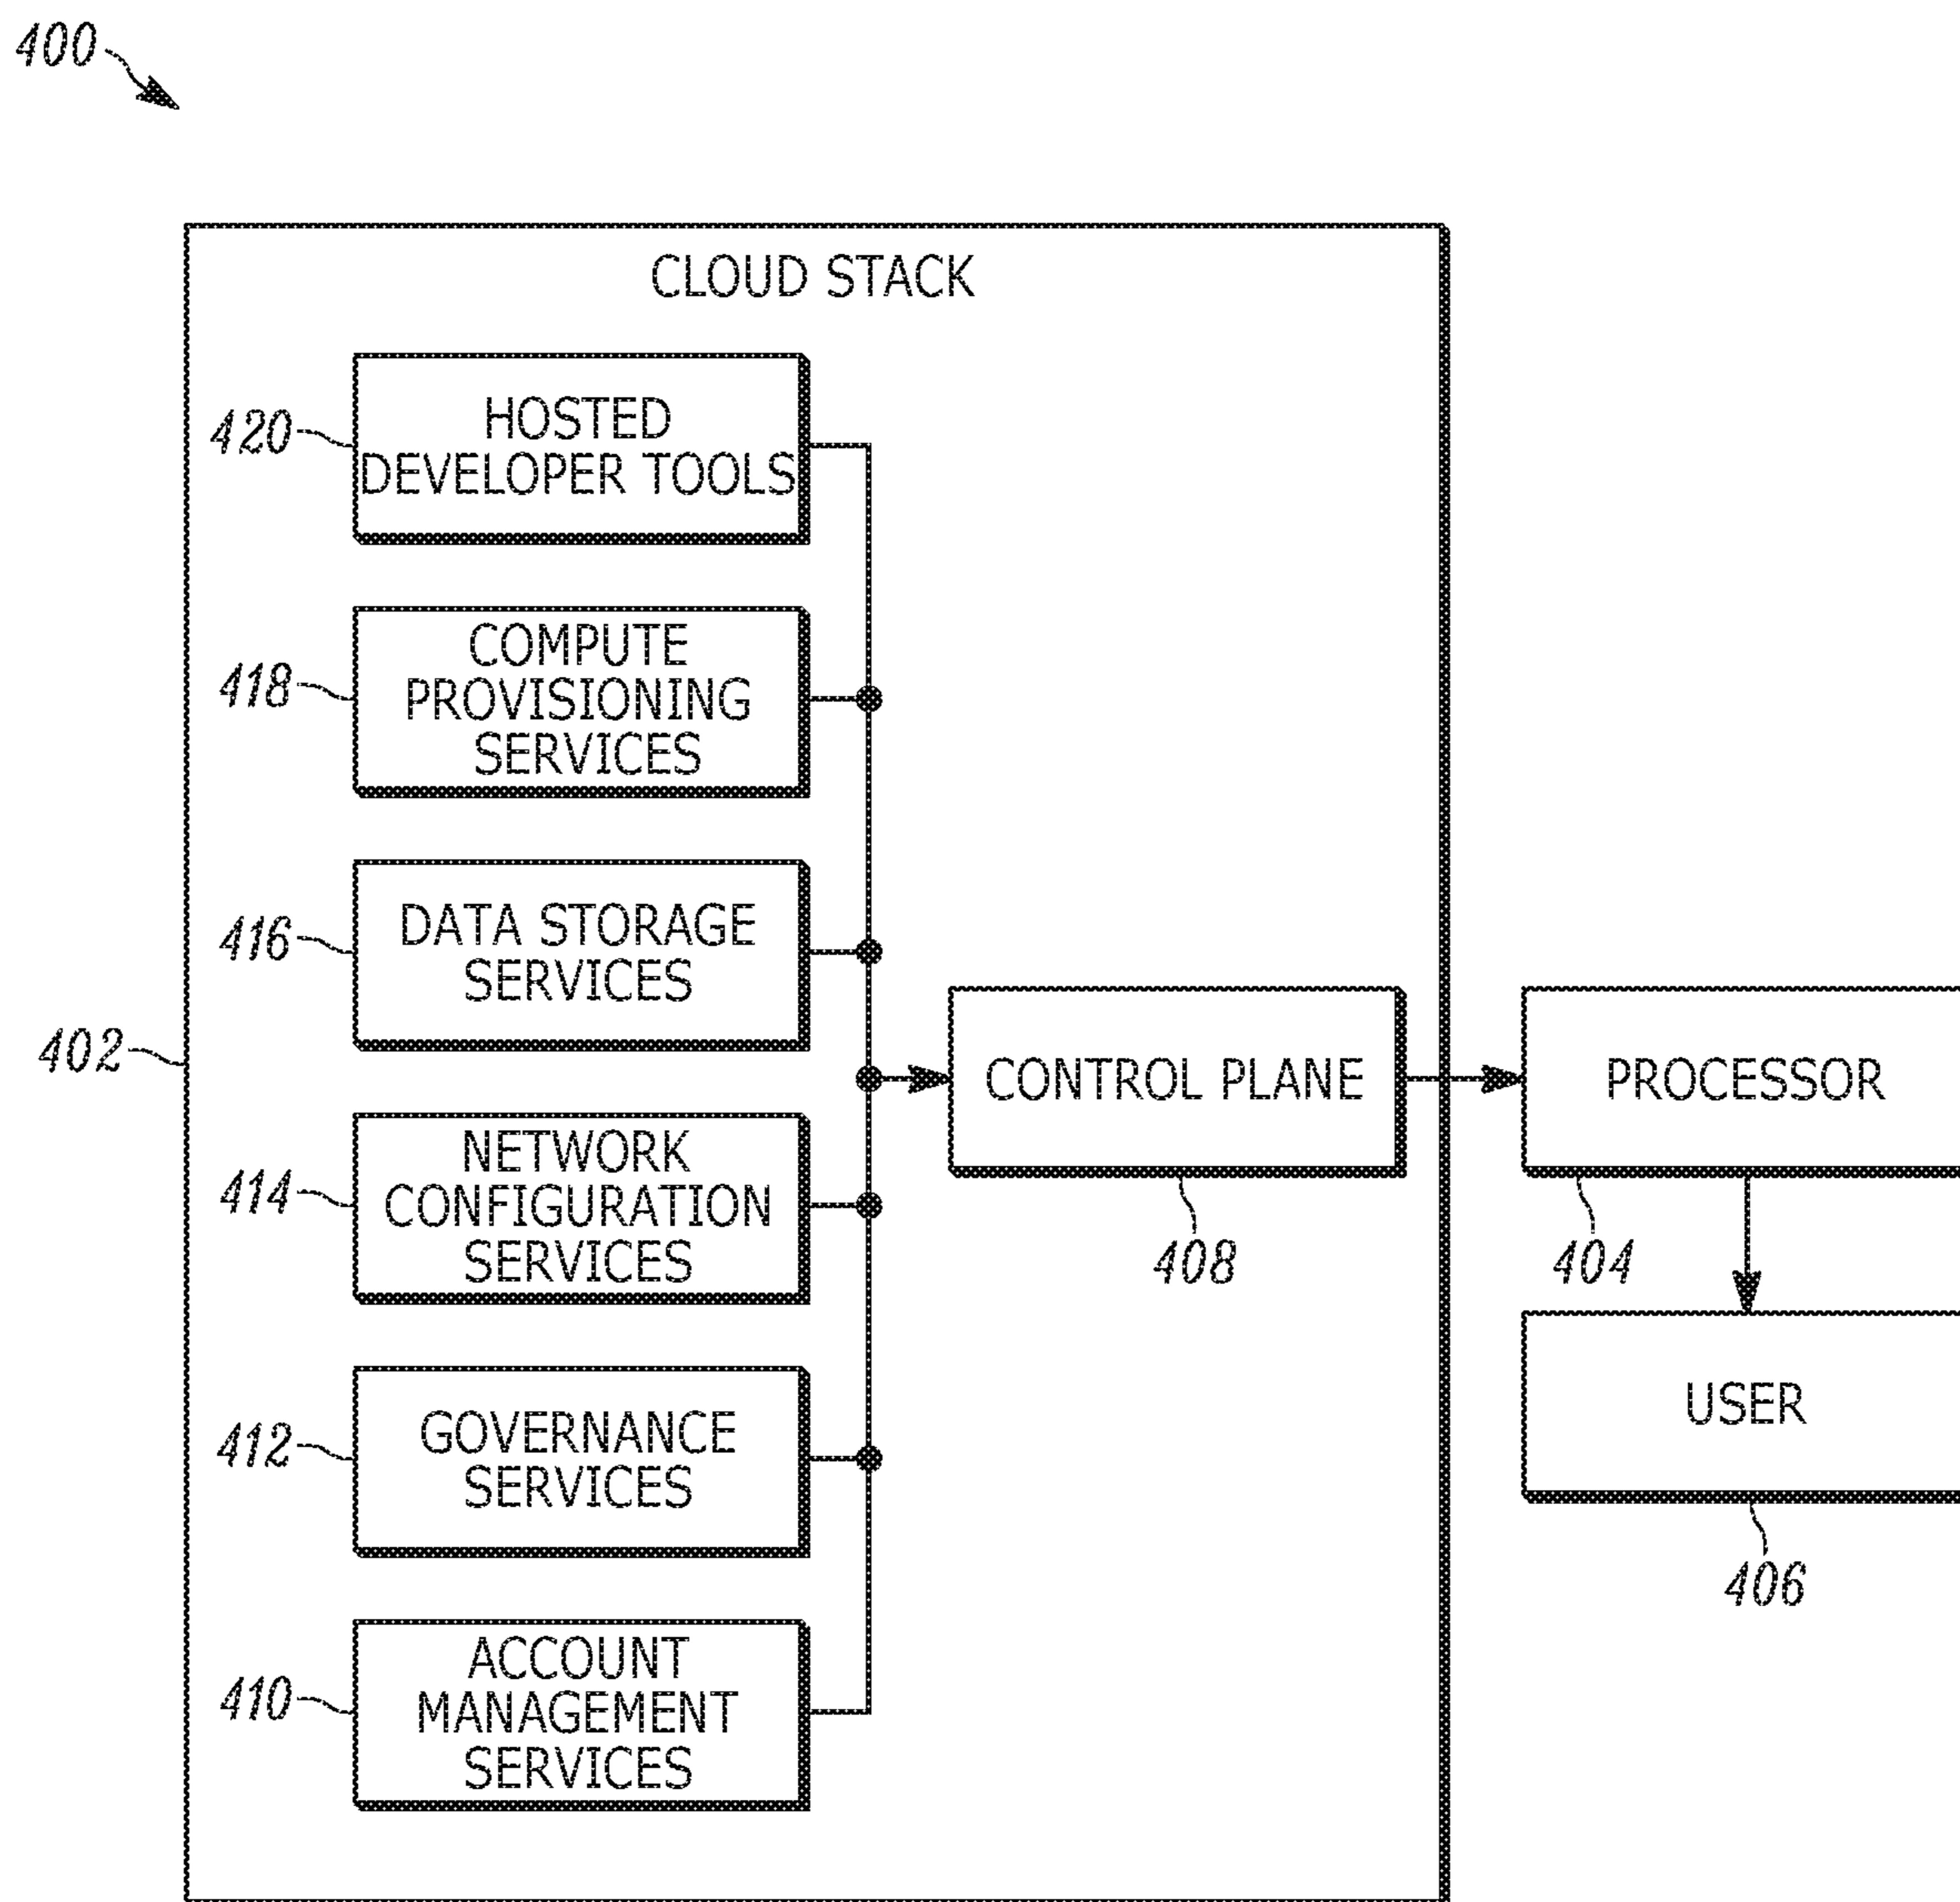 400
CLOUD STACK
420
HOSTED
DEVELOPER TOOLS
418
COMPUTE
PROVISIONING
SERVICES
416
DATA STORAGE
SERVICES
402
CONTROL PLANE
408
PROCESSOR
404
414
NETWORK
CONFIGURATION
SERVICES
USER
406
412
GOVERNANCE
SERVICES
410
ACCOUNT
MANAGEMENT
SERVICES